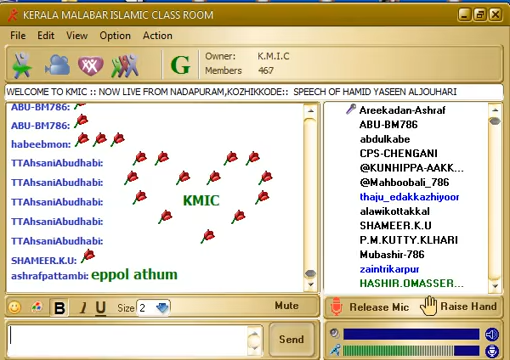 KERALA MALABAR ISLAMIC CLASS ROOM
File Edit View Option Action
G
Owner: K.M.I.C
Members 467
WELCOME TO KMIC :: NOW LIVE FROM NADAPURAM,KOZHIKKODE:: SPEECH OF HAMID YASEEN ALJOUHARI
ABU-BM786:
ABU-BM786:
habeebmon:
TTAhsaniAbudhabi:
TTAhsaniAbudhabi:
TTAhsaniAbudhabi:
KMIC
TTAhsaniAbudhabi:
TTAhsaniAbudhabi:
SHAMEER.K.U:
ashrafpattambi: eppol athum
Areekadan-Ashraf
ABU-BM786
abdulkabe
CPS-CHENGANI
@KUNHIPPA-AAKK...
@Mahboobali_786
thaju_edakkazhiyoor
alawikottakkal
SHAMEER.K.U
P.M.KUTTY.KLHARI
Mubashir-786
zaintrikarpur
HASHIR.OMASSER...
B I U Size 2 Mute
Release Mic Raise Hand
Send